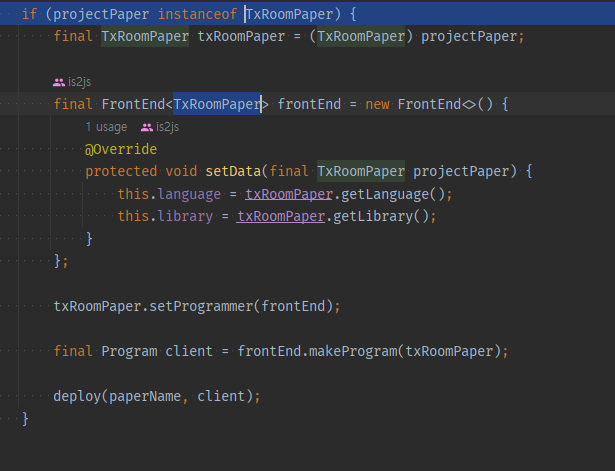 if (projectPaper instanceof TxRoomPaper) {
final TxRoomPaper txRoomPaper = (TxRoomPaper) projectPaper;
is2js
final FrontEnd<TxRoomPaper> frontEnd = new FrontEnd<>() {
1 usage is2js
@Override
protected void setData(final TxRoomPaper projectPaper) {
this.language = txRoomPaper.getLanguage();
this.library = txRoomPaper.getLibrary();
}
};
txRoomPaper.setProgrammer(frontEnd);
final Program client = frontEnd.makeProgram(txRoomPaper);
deploy(paperName, client);
}